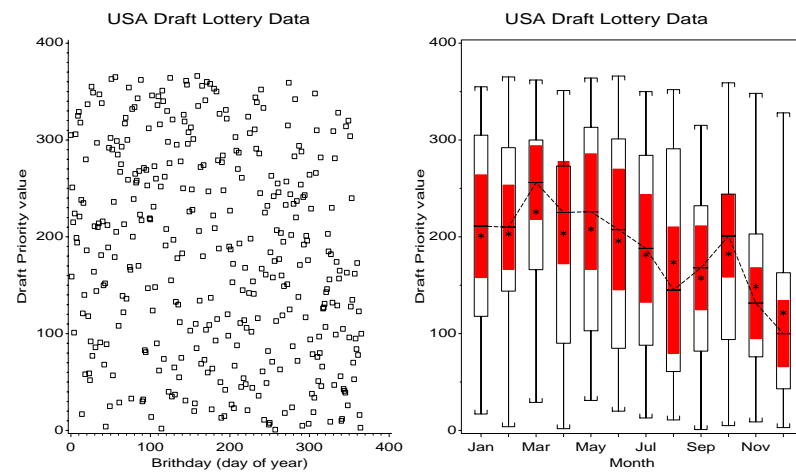 USA Draft Lottery Data
400
300
200
100
0
Draft Priority value
0 100 200 300 400
Brithday (day of year)
USA Draft Lottery Data
400
300
200
100
0
Draft Priority value
Jan Mar May Jul Sep Nov
Month